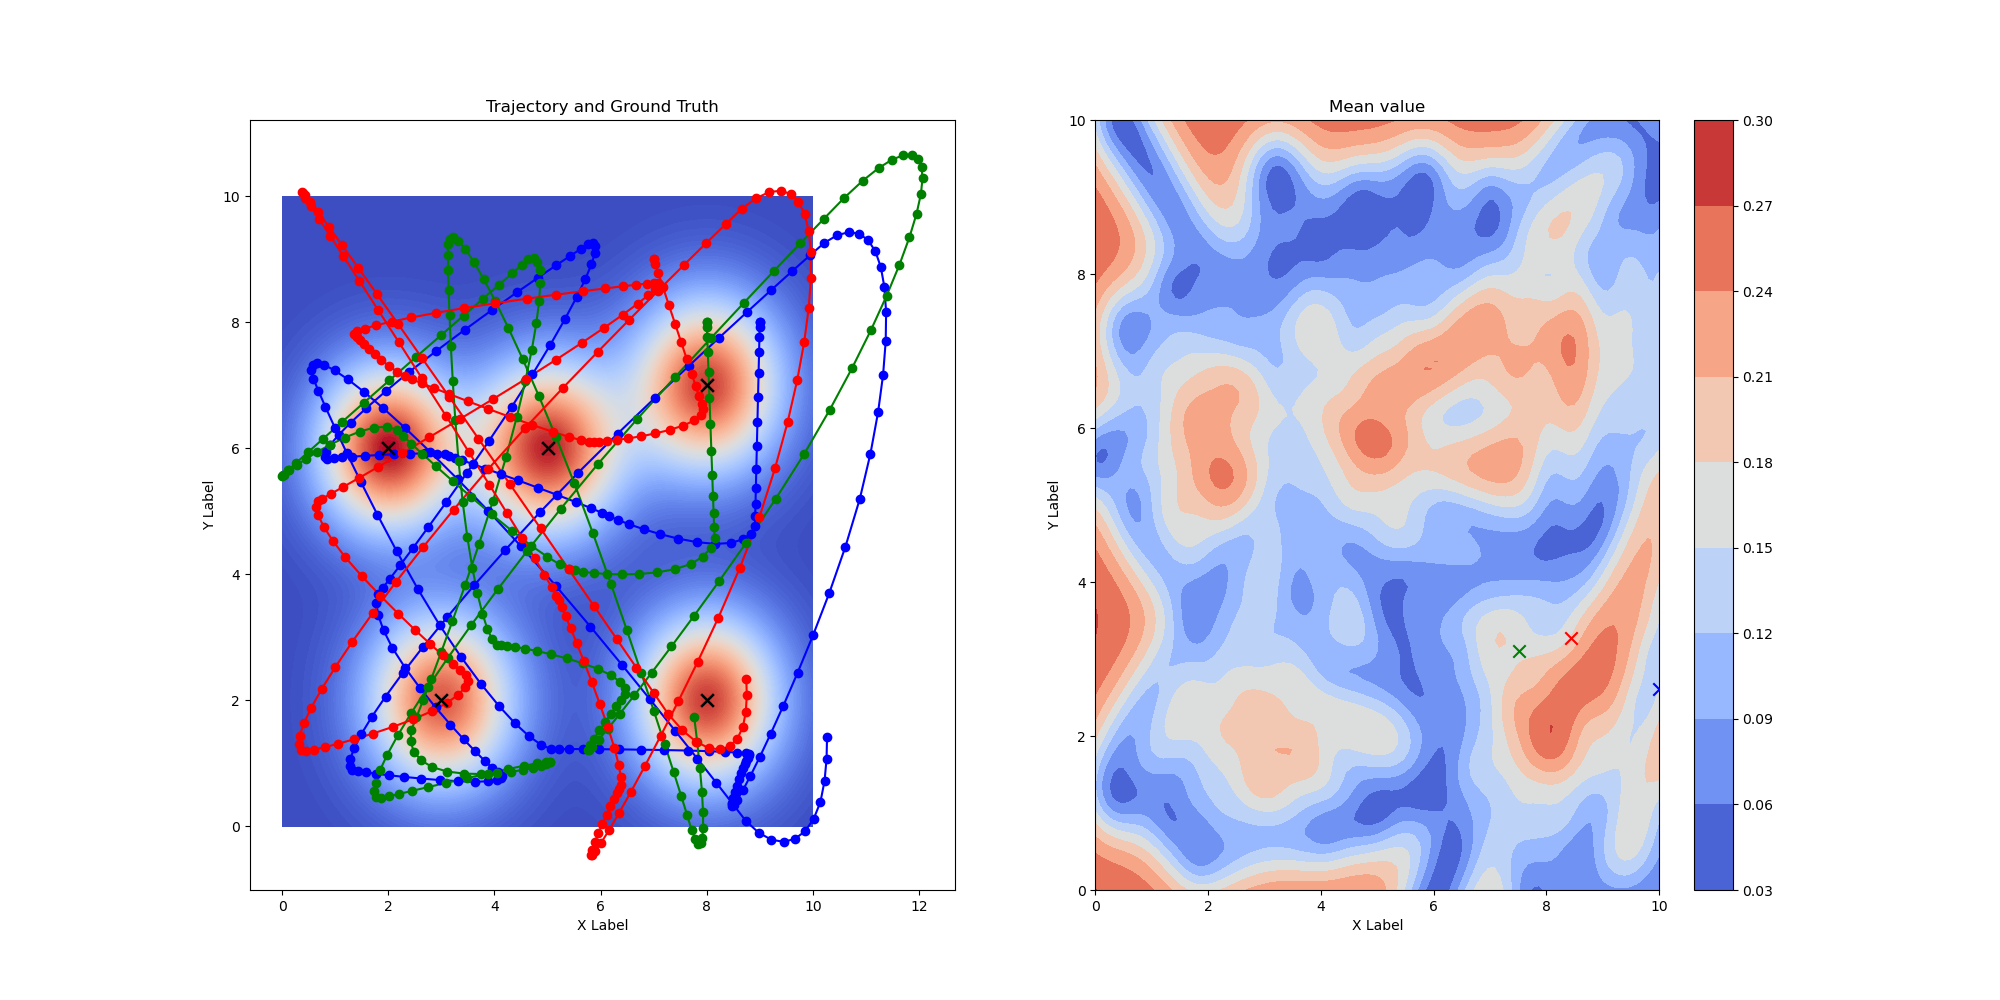 Trajectory and Ground Truth
Y Label
10
8
6
4
2
0
0 2 4 6 8 10 12
X Label
Mean value
Y Label
10
8
6
4
2
0
0 2 4 6 8 10
X Label
0.30
0.27
0.24
0.21
0.18
0.15
0.12
0.09
0.06
0.03